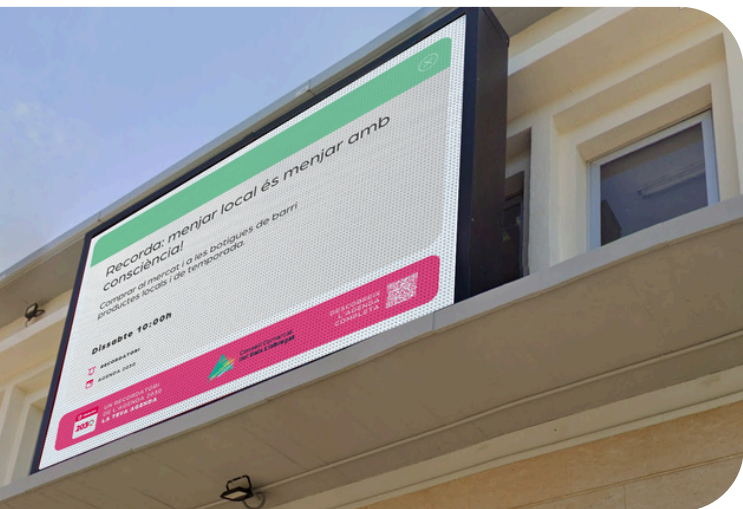 Recorda: menjar local és menjar amb
consciència!
Comprar al mercat i a les botigues de barri
productes locals i de temporada.
Dissabte 10:00h
RECORDATORI
AGENDA 2030
UN RECORDATORI
DE L'AGENDA 2030
LA TEVA AGENDA
2030
Consell Comarcal
del Baix Llobregat
DESCOBREIX
L'AGENDA
COMPLETA